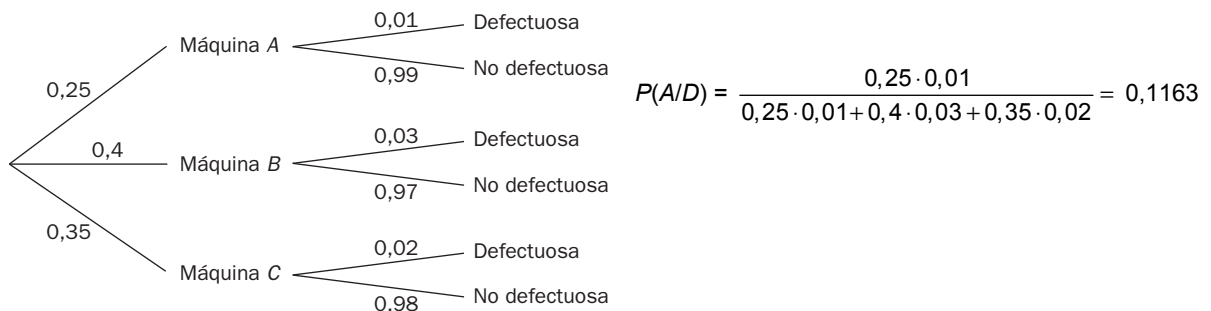 0,01 Defectuosa
Máquina A
0,99 No defectuosa
0,25
P(A/D) = 0,25·0,01 / 0,25·0,01+0,4·0,03+0,35·0,02 = 0,1163
0,03 Defectuosa
0,4 Máquina B
0,97 No defectuosa
0,35
0,02 Defectuosa
Máquina C
0,98 No defectuosa